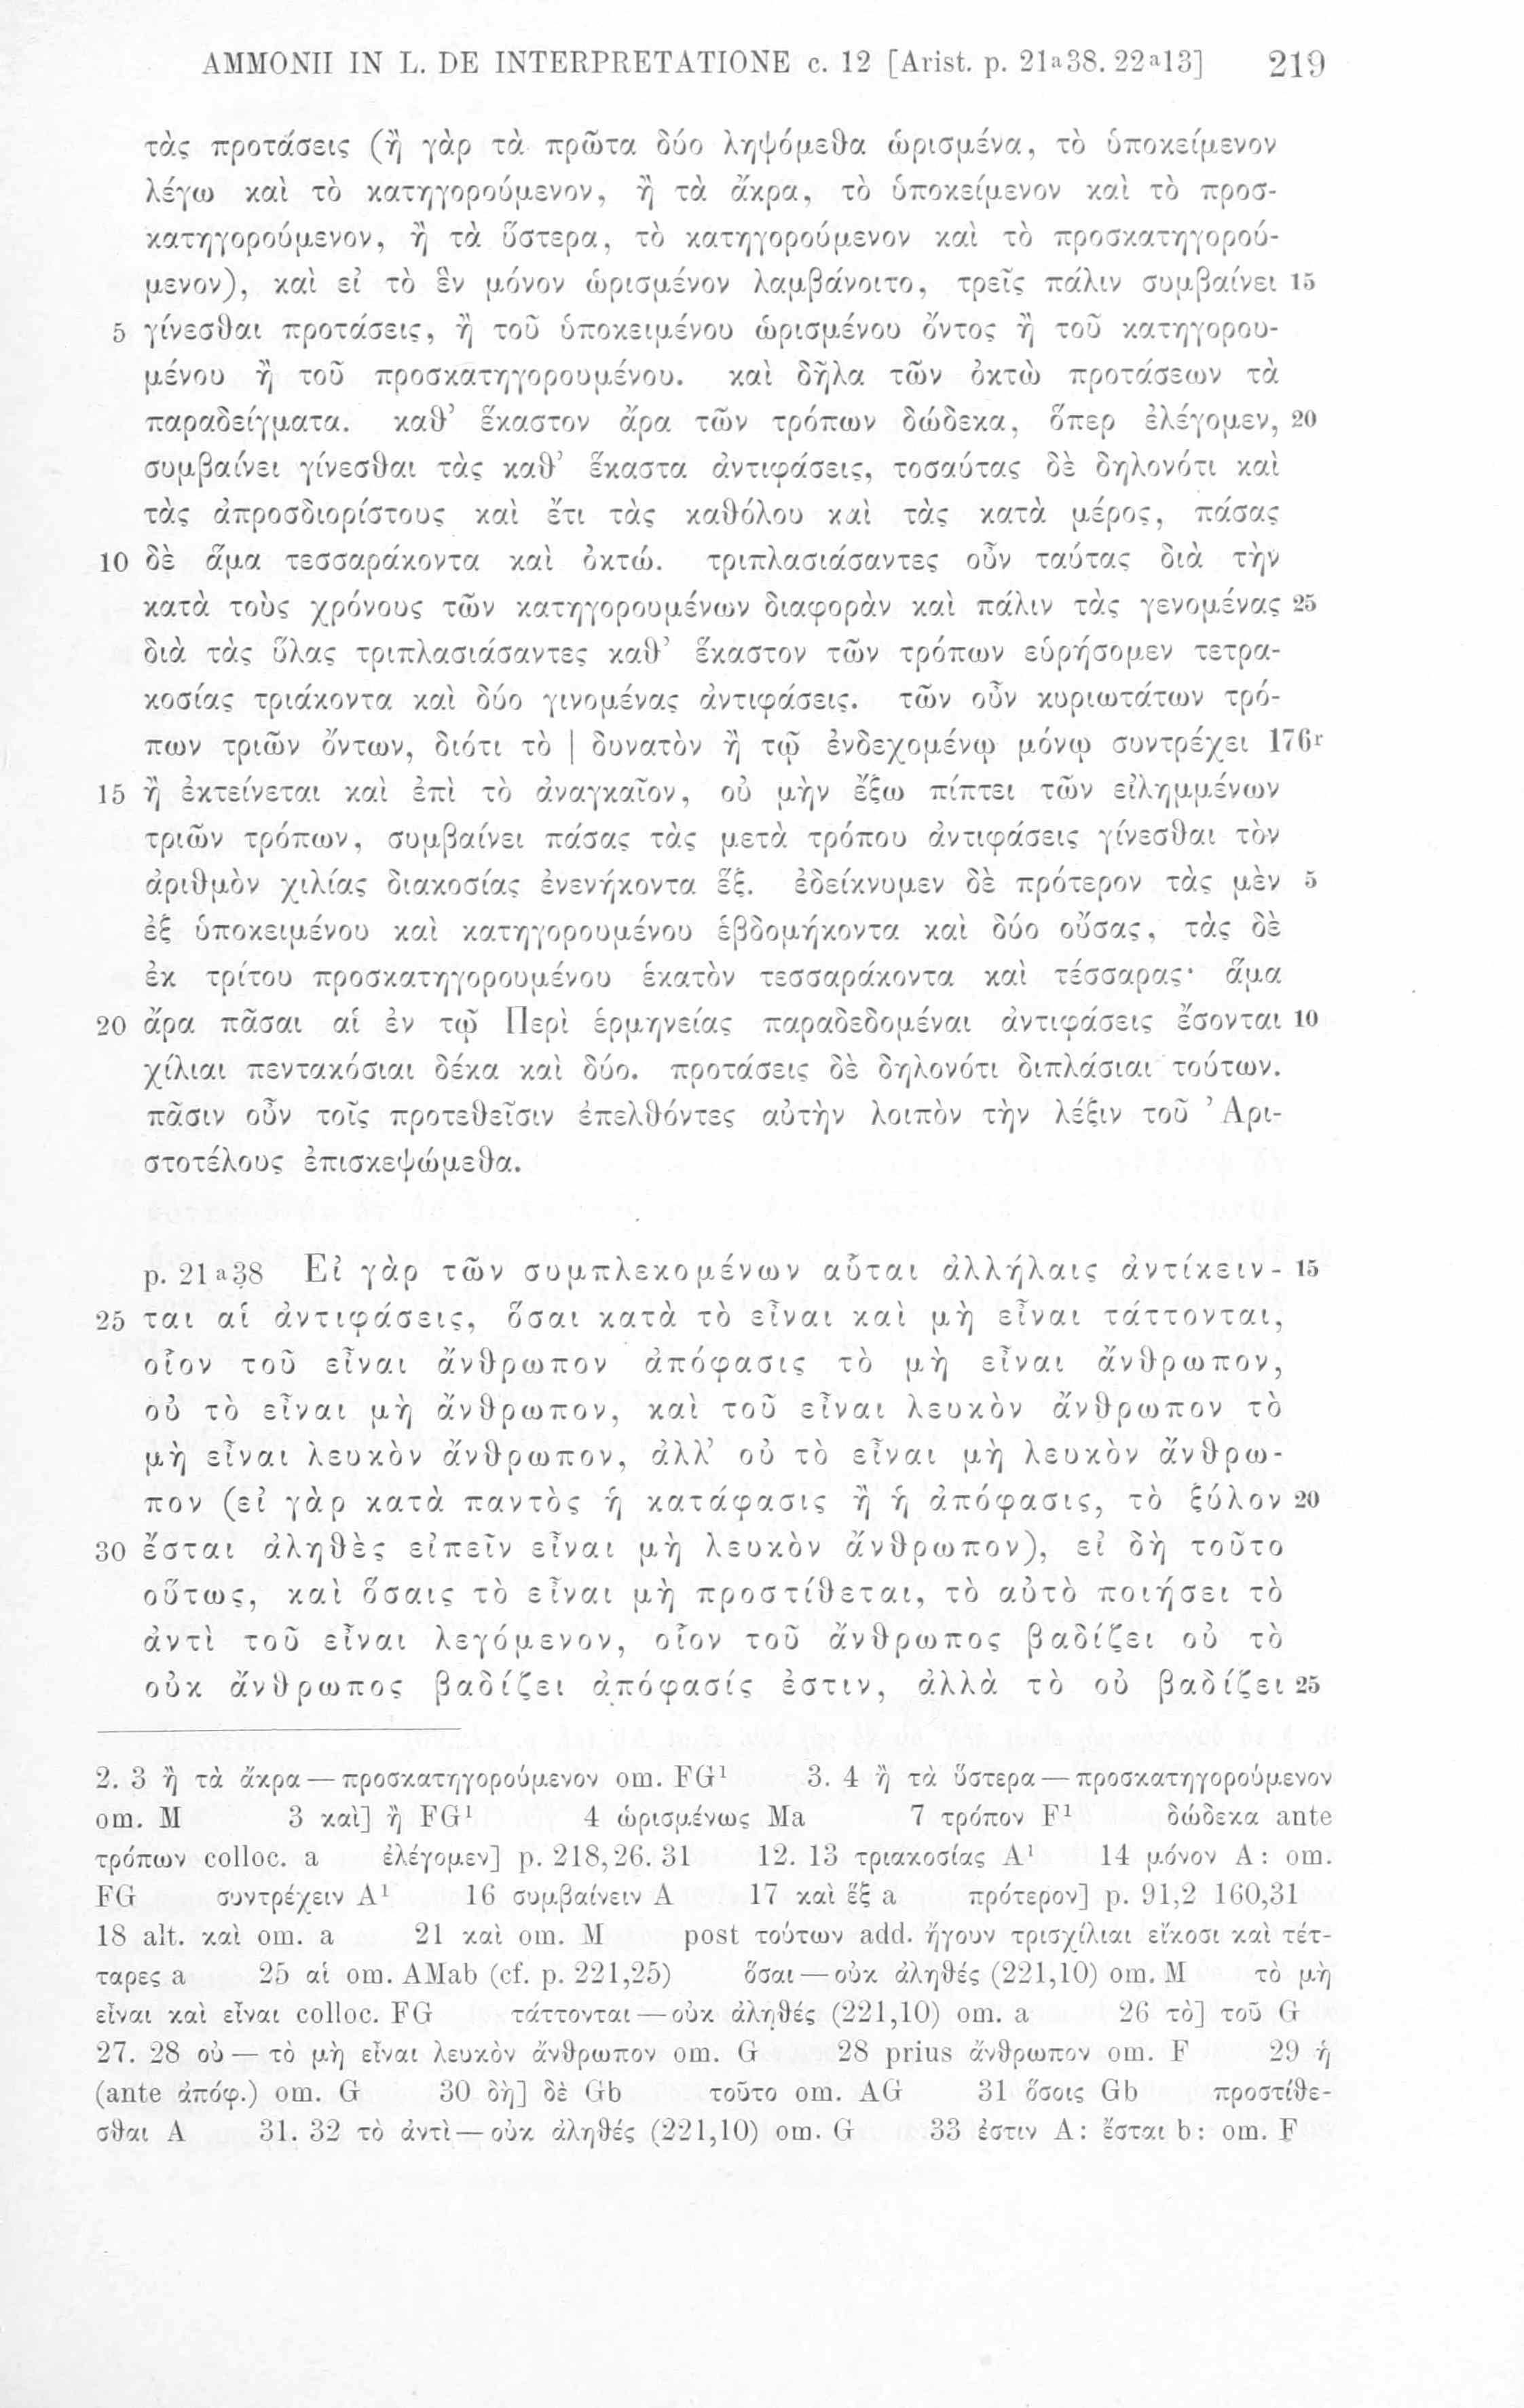 AMMONII IN L. DE INTERPRETATIONE c. 12 [Arist. p. 21a38. 22a13] 219
τὰς προτάσεις (ἢ γὰρ τὰ πρῶτα δύο ληψόμεθα ὡρισμένα, τὸ ὑποκείμενον
λέγω καὶ τὸ κατηγορούμενον, ἢ τὰ ἄκρα, τὸ ὑποκείμενον καὶ τὸ προσ-
κατηγορούμενον, ἢ τὰ ὕστερα, τὸ κατηγορούμενον καὶ τὸ προσκατηγορού-
μενον), καὶ εἰ τὸ ἓν μόνον ὡρισμένον λαμβάνοιτο, τρεῖς πάλιν συμβαίνει 15
5 γίνεσθαι προτάσεις, ἢ τοῦ ὑποκειμένου ὡρισμένου ὄντος ἢ τοῦ κατηγορου-
μένου ἢ τοῦ προσκατηγορουμένου. καὶ δῆλα τῶν ὀκτὼ προτάσεων τὰ
παραδείγματα. καθ’ ἕκαστον ἄρα τῶν τρόπων δώδεκα, ὅπερ ἐλέγομεν, 20
συμβαίνει γίνεσθαι τὰς καθ’ ἕκαστα ἀντιφάσεις, τοσαύτας δὲ δηλονότι καὶ
τὰς ἀπροσδιορίστους καὶ ἔτι τὰς καθόλου καὶ τὰς κατὰ μέρος, πάσας
10 δὲ ἅμα τεσσαράκοντα καὶ ὀκτώ. τριπλασιάσαντες οὖν ταύτας διὰ τὴν
κατὰ τοὺς χρόνους τῶν κατηγορουμένων διαφορὰν καὶ πάλιν τὰς γενομένας 25
διὰ τὰς ὕλας τριπλασιάσαντες καθ’ ἕκαστον τῶν τρόπων εὑρήσομεν τετρα-
κοσίας τριάκοντα καὶ δύο γινομένας ἀντιφάσεις. τῶν οὖν κυριωτάτων τρό-
πων τριῶν ὄντων, διότι τὸ | δυνατὸν ἢ τῷ ἐνδεχομένῳ μόνῳ συντρέχει 176r
15 ἢ ἐκτείνεται καὶ ἐπὶ τὸ ἀναγκαῖον, οὐ μὴν ἔξω πίπτει τῶν εἰλημμένων
τριῶν τρόπων, συμβαίνει πάσας τὰς μετὰ τρόπου ἀντιφάσεις γίνεσθαι τὸν
ἀριθμὸν χιλίας διακοσίας ἐνενήκοντα ἕξ. ἐδείκνυμεν δὲ πρότερον τὰς μὲν 5
ἐξ ὑποκειμένου καὶ κατηγορουμένου ἑβδομήκοντα καὶ δύο οὔσας, τὰς δὲ
ἐκ τρίτου προσκατηγορουμένου ἑκατὸν τεσσαράκοντα καὶ τέσσαρας· ἅμα
20 ἄρα πᾶσαι αἱ ἐν τῷ Περὶ ἑρμηνείας παραδεδομέναι ἀντιφάσεις ἔσονται 10
χίλιαι πεντακόσιαι δέκα καὶ δύο. προτάσεις δὲ δηλονότι διπλάσιαι τούτων.
πᾶσιν οὖν τοῖς προτεθεῖσιν ἐπελθόντες αὐτὴν λοιπὸν τὴν λέξιν τοῦ Ἀρι-
στοτέλους ἐπισκεψώμεθα.
p. 21a38 Εἰ γὰρ τῶν συμπλεκομένων αὗται ἀλλήλαις ἀντίκειν- 15
25 ται αἱ ἀντιφάσεις, ὅσαι κατὰ τὸ εἶναι καὶ μὴ εἶναι τάττονται,
οἷον τοῦ εἶναι ἄνθρωπον ἀπόφασις τὸ μὴ εἶναι ἄνθρωπον,
οὐ τὸ εἶναι μὴ ἄνθρωπον, καὶ τοῦ εἶναι λευκὸν ἄνθρωπον τὸ
μὴ εἶναι λευκὸν ἄνθρωπον, ἀλλ’ οὐ τὸ εἶναι μὴ λευκὸν ἄνθρω-
πον (εἰ γὰρ κατὰ παντὸς ἡ κατάφασις ἢ ἡ ἀπόφασις, τὸ ξύλον 20
30 ἔσται ἀληθὲς εἰπεῖν εἶναι μὴ λευκὸν ἄνθρωπον), εἰ δὴ τοῦτο
οὕτως, καὶ ὅσαις τὸ εἶναι μὴ προστίθεται, τὸ αὐτὸ ποιήσει τὸ
ἀντὶ τοῦ εἶναι λεγόμενον, οἷον τοῦ ἄνθρωπος βαδίζει οὐ τὸ
οὐκ ἄνθρωπος βαδίζει ἀπόφασίς ἐστιν, ἀλλὰ τὸ οὐ βαδίζει 25
2. 3 ἢ τὰ ἄκρα — προσκατηγορούμενον om. FG¹ 3. 4 ἢ τὰ ὕστερα — προσκατηγορούμενον
om. M 3 καὶ] ἢ FG¹ 4 ὡρισμένως Ma 7 τρόπον F¹ δώδεκα ante
τρόπων colloc. a ἐλέγομεν] p. 218,26. 31 12. 13 τριακοσίας A¹ 14 μόνον A: om.
FG συντρέχειν A¹ 16 συμβαίνειν A 17 καὶ ἕξ a πρότερον] p. 91,2 160,31
18 alt. καὶ om. a 21 καὶ om. M post τούτων add. ἤγουν τρισχίλιαι εἴκοσι καὶ τέτ-
ταρες a 25 αἱ om. AMab (cf. p. 221,25) ὅσαι — οὐκ ἀληθές (221,10) om. M τὸ μὴ
εἶναι καὶ εἶναι colloc. FG τάττονται — οὐκ ἀληθές (221,10) om. a 26 τὸ] τοῦ G
27. 28 οὐ — τὸ μὴ εἶναι λευκὸν ἄνθρωπον om. G 28 prius ἄνθρωπον om. F 29 ἡ
(ante ἀπόφ.) om. G 30 δὴ] δὲ Gb τοῦτο om. AG 31 ὅσοις Gb προστίθε-
σθαι A 31. 32 τὸ ἀντὶ — οὐκ ἀληθές (221,10) om. G 33 ἐστιν A: ἔσται b: om. F